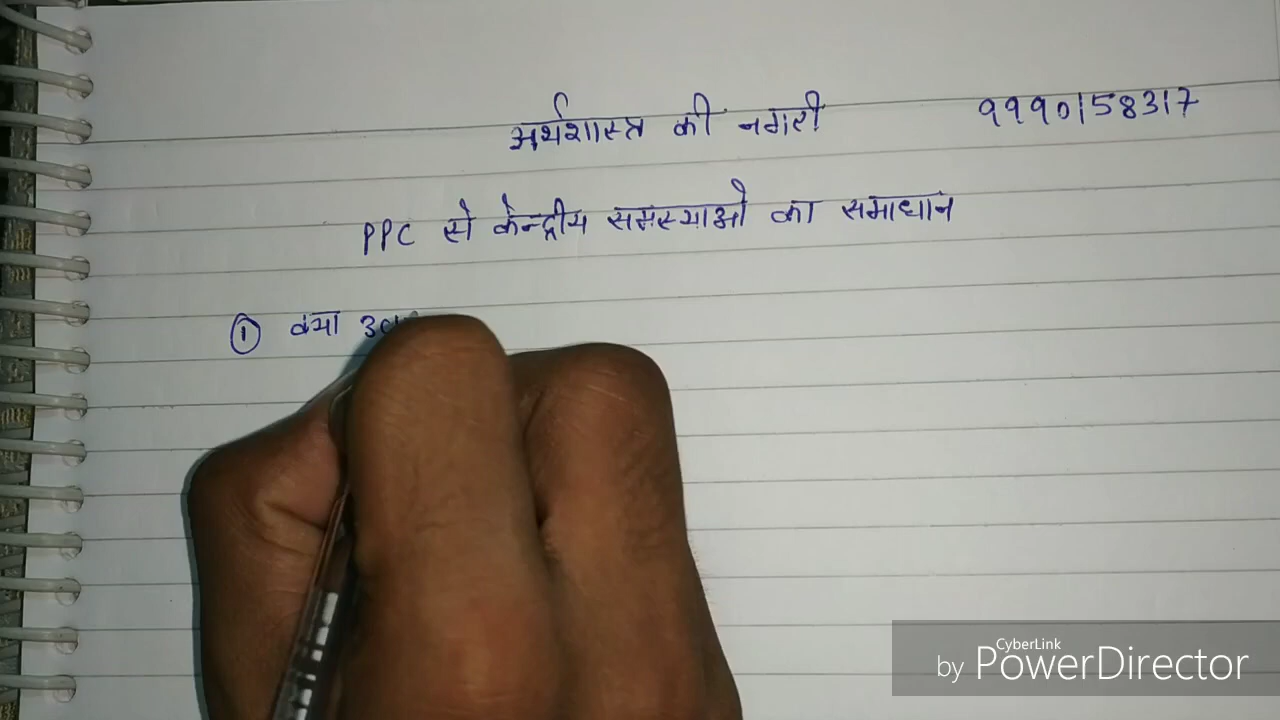 अर्थशास्त्र की नगरी 9990158317
PPC से केन्द्रीय समस्याओ का समाधान
① क्या
CyberLink
by PowerDirector